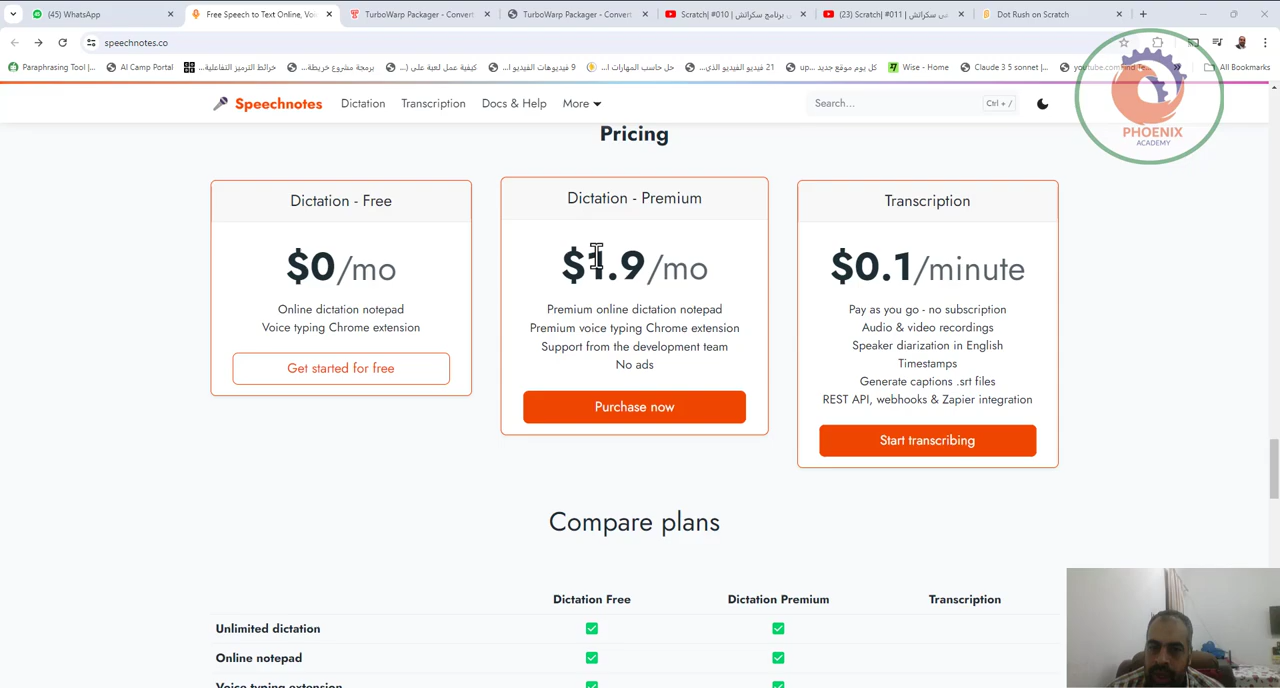 (45) WhatsApp
Free Speech to Text Online, Voi
TurboWarp Packager - Convert
TurboWarp Packager - Convert
Scratch| #010 | ن برنامج سكراتش
(23) Scratch| #011 | في سكراتش
Dot Rush on Scratch
speechnotes.co
Paraphrasing Tool |...
AI Camp Portal
خرائط الترميز التفاعلية...
برمجة مشروع خريطة...
كيفية عمل لعبة على (...
9 فيديوهات الفيديو ا...
حل حاسب المهارات ا...
21 فيديو الفيديو الذي...
كل يوم موقع جديد up...
Wise - Home
Claude 3 5 sonnet |...
All Bookmarks
Speechnotes
Dictation
Transcription
Docs & Help
More
Search...
Ctrl + /
PHOENIX
ACADEMY
Pricing
Dictation - Free
$0/mo
Online dictation notepad
Voice typing Chrome extension
Get started for free
Dictation - Premium
$1.9/mo
Premium online dictation notepad
Premium voice typing Chrome extension
Support from the development team
No ads
Purchase now
Transcription
$0.1/minute
Pay as you go - no subscription
Audio & video recordings
Speaker diarization in English
Timestamps
Generate captions .srt files
REST API, webhooks & Zapier integration
Start transcribing
Compare plans
Dictation Free
Dictation Premium
Transcription
Unlimited dictation
Online notepad
Voice typing extension